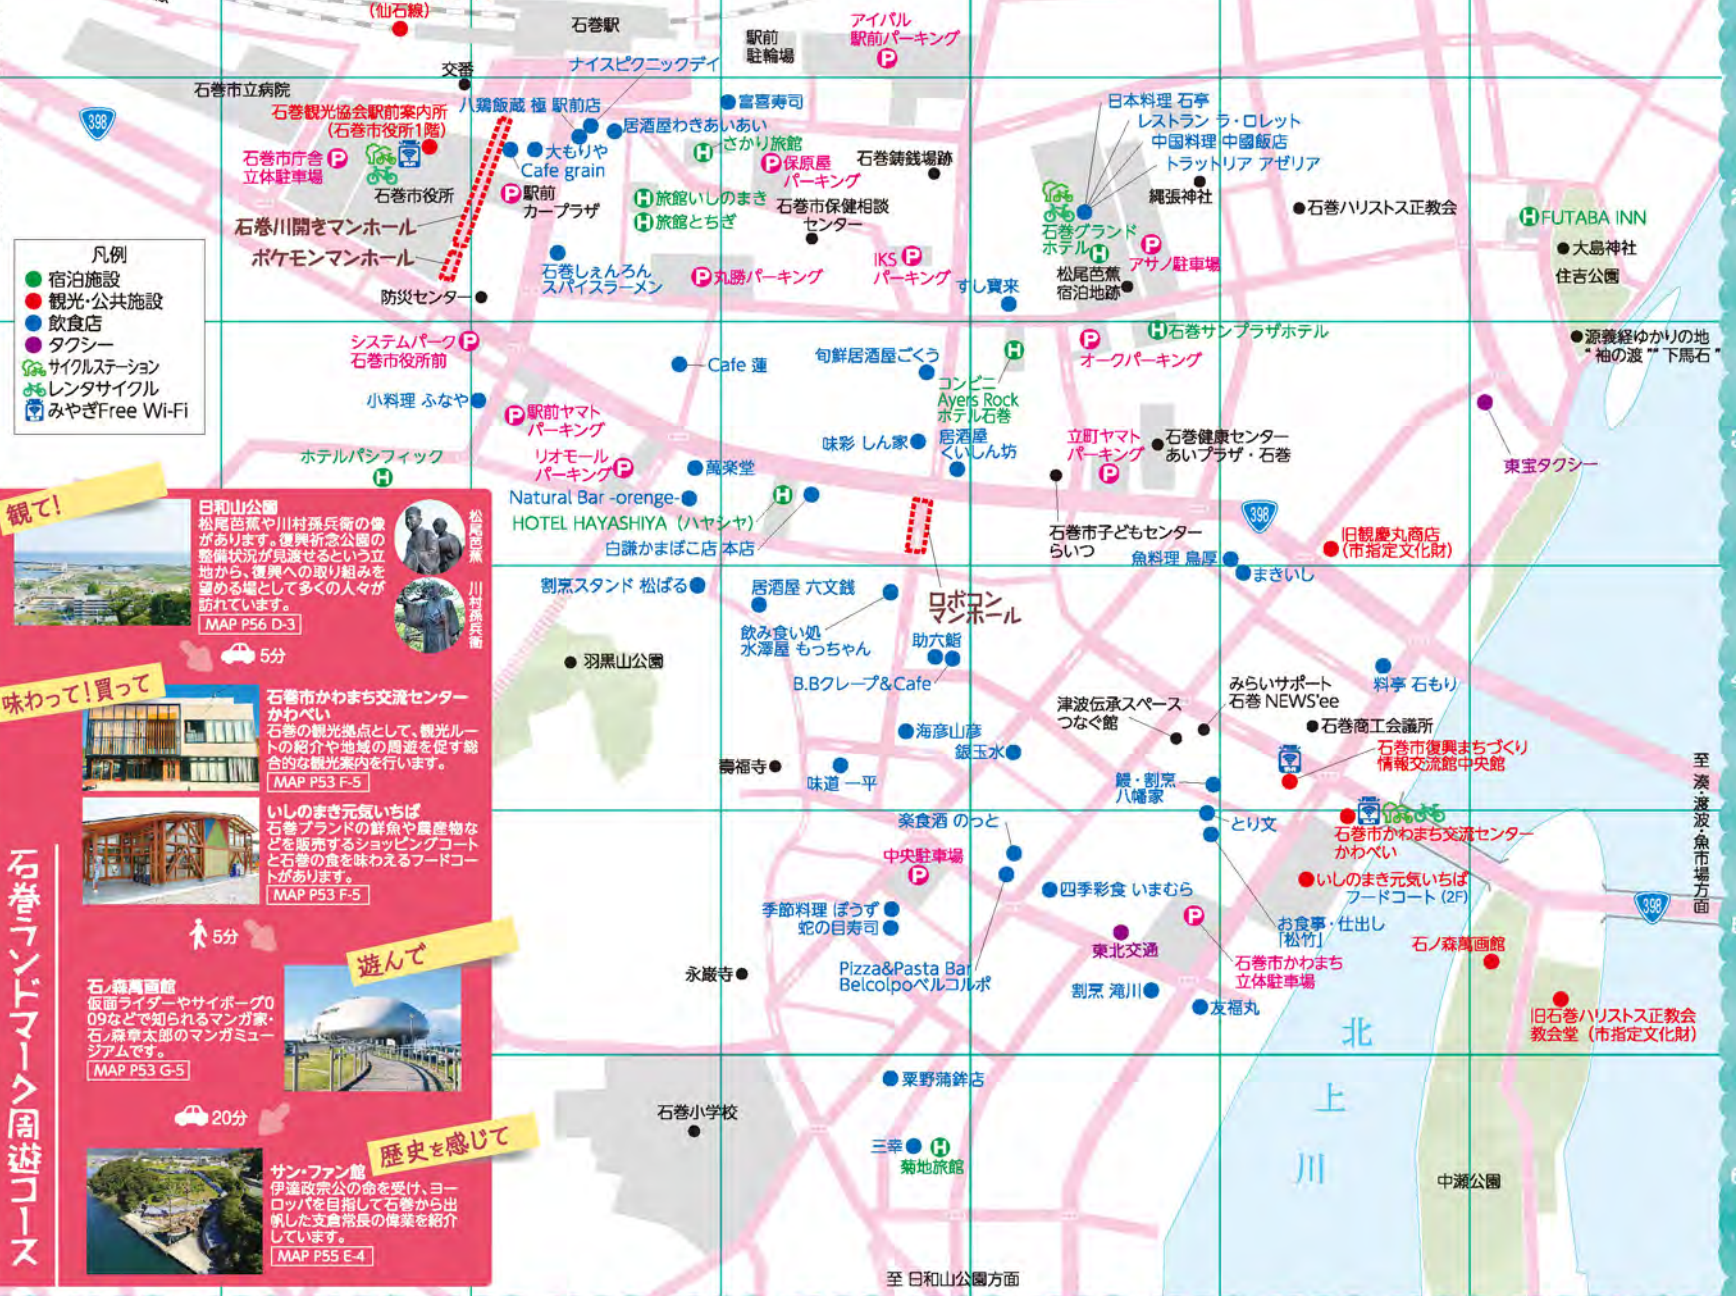 (仙石線)
石巻駅
駅前
駐輪場
アイパル
駅前パーキング
交番
ナイスピクニックデイ
石巻市立病院
398
石巻観光協会駅前案内所
(石巻市役所1階)
八鶏飯蔵 極 駅前店
富喜寿司
居酒屋わきあいあい
石巻市庁舎
立体駐車場
石巻市役所
大もりや
Cafe grain
さかり旅館
保原屋
パーキング
石巻鋳銭場跡
日本料理 石亭
レストラン ラ・ロレット
中国料理 中國飯店
トラットリア アゼリア
縄張神社
石巻ハリストス正教会
FUTABA INN
大島神社
住吉公園
駅前
カープラザ
旅館いしのまき
旅館とちぎ
石巻市保健相談
センター
石巻川開きマンホール
ポケモンマンホール
石巻グランド
ホテル
アサノ駐車場
松尾芭蕉
宿泊地跡
IKS
パーキング
丸勝パーキング
石巻しぇんろん
スパイスラーメン
すし寶来
防災センター
凡例
宿泊施設
観光・公共施設
飲食店
タクシー
サイクルステーション
レンタサイクル
みやぎFree Wi-Fi
システムパーク
石巻市役所前
Cafe 蓮
旬鮮居酒屋ごくう
コンビニ
Ayers Rock
ホテル石巻
石巻サンプラザホテル
オークパーキング
源義経ゆかりの地
"袖の渡""下馬石"
小料理 ふなや
駅前ヤマト
パーキング
リオモール
パーキング
味彩 しん家
居酒屋
くいしん坊
立町ヤマト
パーキング
石巻健康センター
あいプラザ・石巻
東宝タクシー
ホテルパシフィック
萬楽堂
Natural Bar -orenge-
HOTEL HAYASHIYA (ハヤシヤ)
白謙かまぼこ店 本店
石巻市子どもセンター
らいつ
398
旧観慶丸商店
(市指定文化財)
魚料理 鳥厚
まきいし
割烹スタンド 松ばる
居酒屋 六文銭
ロボコン
マンホール
飲み食い処
水澤屋 もっちゃん
助六鮨
B.Bクレープ&Cafe
羽黒山公園
海彦山彦
銀玉水
壽福寺
味道 一平
津波伝承スペース
つなぐ館
みらいサポート
石巻 NEWS'ee
石巻商工会議所
料亭 石もり
石巻市復興まちづくり
情報交流館中央館
鰻・割烹
八幡家
とり文
石巻市かわまち交流センター
かわべい
いしのまき元気いちば
フードコート (2F)
至 湊・渡波・魚市場方面
398
楽食酒 のっと
中央駐車場
四季彩食 いまむら
お食事・仕出し
「松竹」
季節料理 ぼうず
蛇の目寿司
東北交通
石巻市かわまち
立体駐車場
石ノ森萬画館
永巌寺
Pizza&Pasta Bar
Belcolpoベルコルポ
割烹 滝川
友福丸
旧石巻ハリストス正教会
教会堂 (市指定文化財)
北上川
粟野蒲鉾店
石巻小学校
三幸
菊地旅館
中瀬公園
至 日和山公園方面
石巻ランドマーク周遊コース
観て!
日和山公園
松尾芭蕉や川村孫兵衛の像
があります。復興祈念公園の
整備状況が見渡せるという立
地から、復興への取り組みを
望める場として多くの人々が
訪れています。
MAP P56 D-3
松尾芭蕉
川村孫兵衛
5分
味わって!買って
石巻市かわまち交流センター
かわべい
石巻の観光拠点として、観光ルー
トの紹介や地域の周遊を促す総
合的な観光案内を行います。
MAP P53 F-5
いしのまき元気いちば
石巻ブランドの鮮魚や農産物な
どを販売するショッピングコート
と石巻の食を味わえるフードコー
トがあります。
MAP P53 F-5
5分
遊んで
石ノ森萬画館
仮面ライダーやサイボーグ0
09などで知られるマンガ家・
石ノ森章太郎のマンガミュー
ジアムです。
MAP P53 G-5
20分
歴史を感じて
サン・ファン館
伊達政宗公の命を受け、ヨー
ロッパを目指して石巻から出
帆した支倉常長の偉業を紹介
しています。
MAP P55 E-4